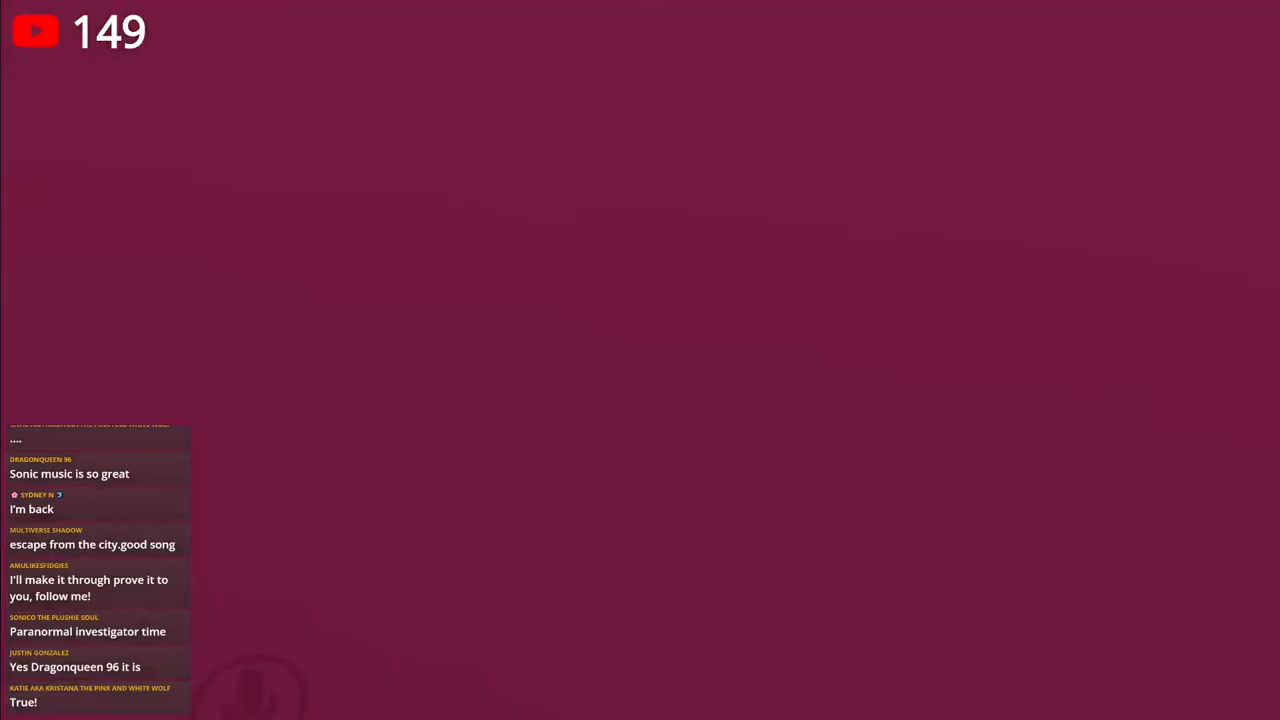 149
....
DRAGONQUEEN 96
Sonic music is so great
SYDNEY N
I'm back
MULTIVERSE SHADOW
escape from the city.good song
AMULIKESFIDGIES
I'll make it through prove it to
you, follow me!
SONICO THE PLUSHIE SOUL
Paranormal investigator time
JUSTIN GONZALEZ
Yes Dragonqueen 96 it is
KATIE AKA KRISTANA THE PINK AND WHITE WOLF
True!